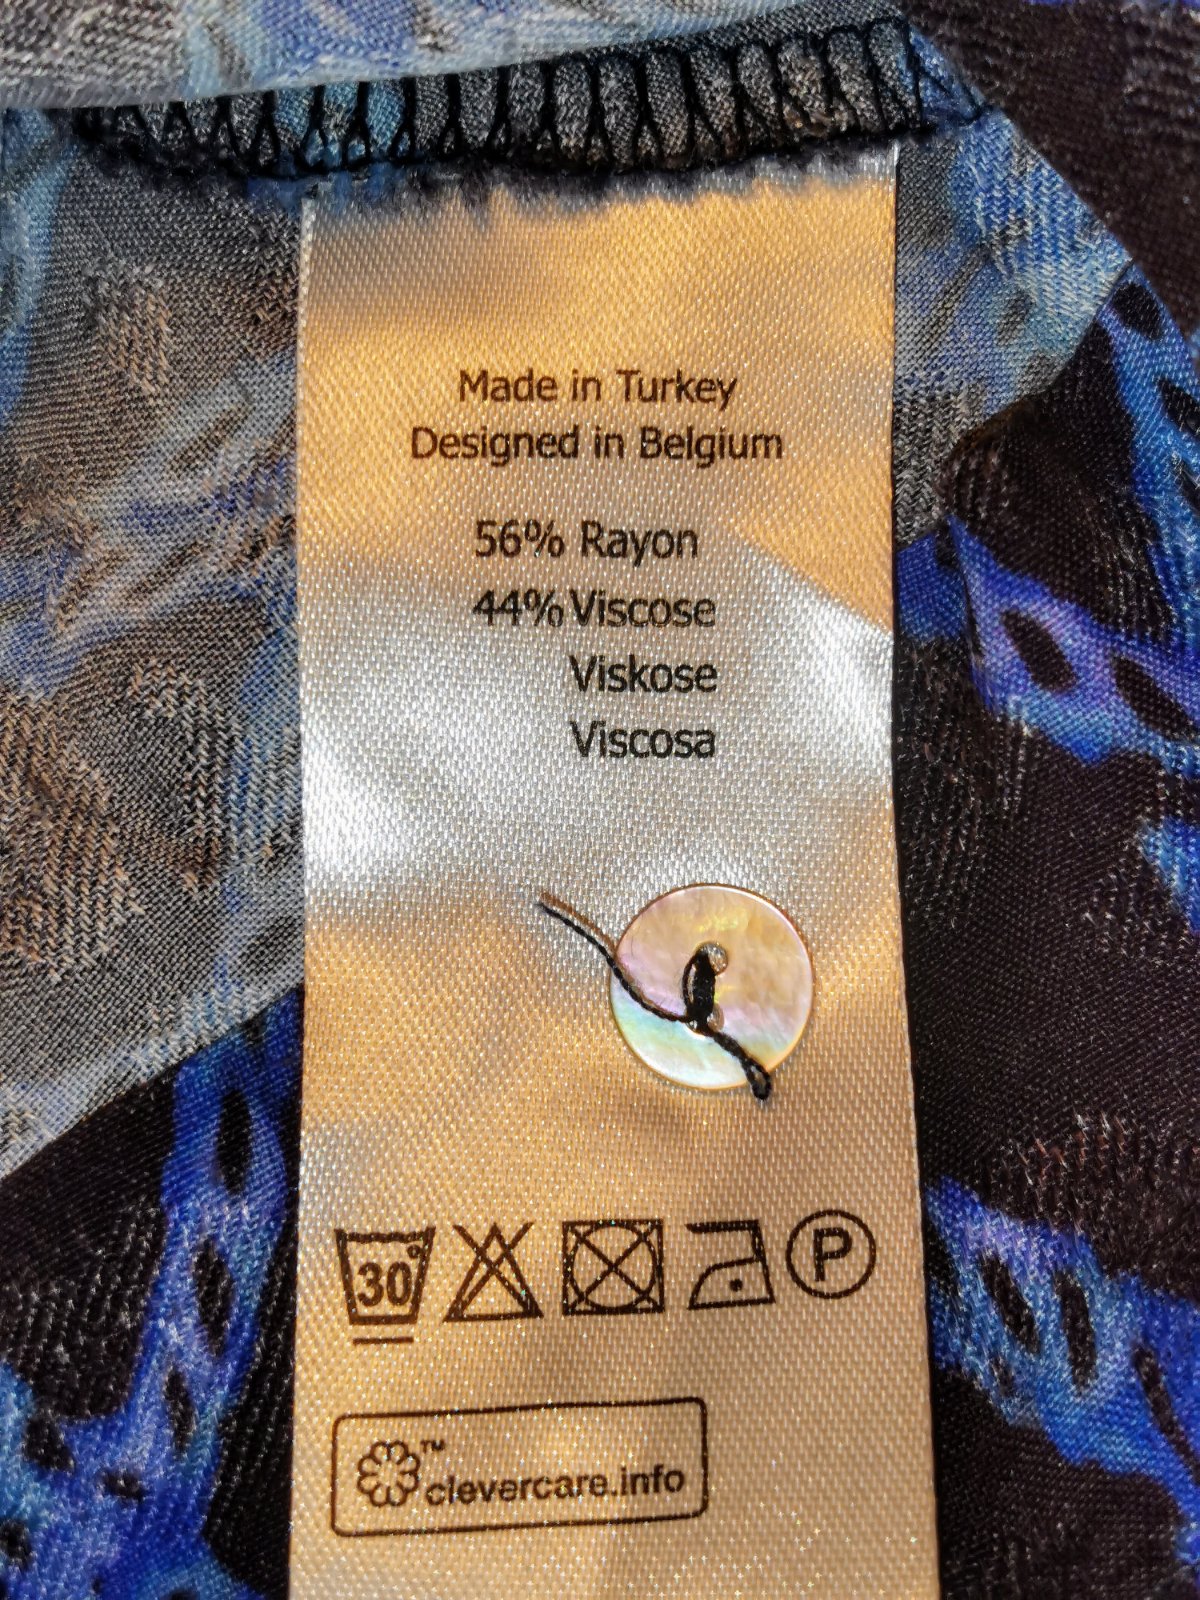 Made in Turkey
Designed in Belgium
56% Rayon
44% Viscose
Viskose
Viscosa
30°
P
™
clevercare.info